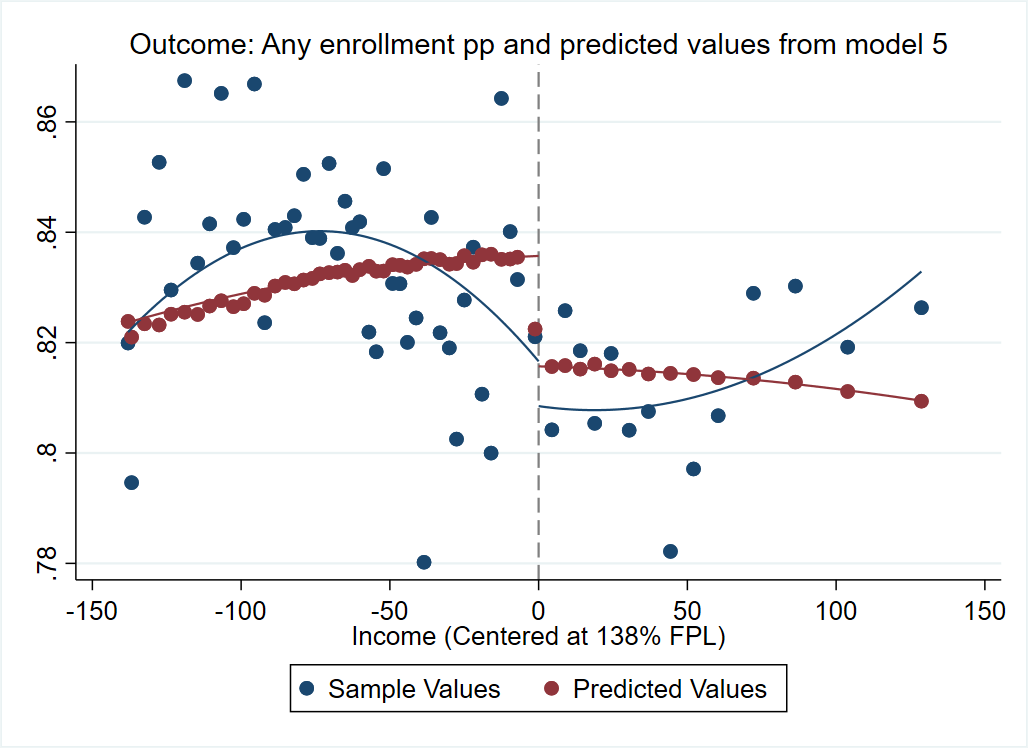 Outcome: Any enrollment pp and predicted values from model 5
.86
.84
.82
.8
.78
-150 -100 -50 0 50 100 150
Income (Centered at 138% FPL)
Sample Values Predicted Values